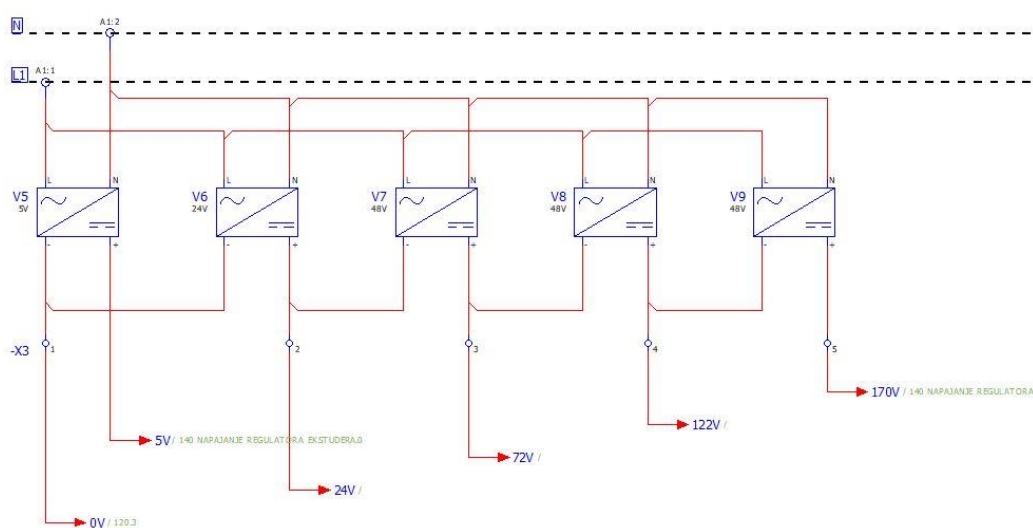 N
A1:2
L1
A1:1
L N
L N
L N
L N
L N
V5
5V
V6
24V
V7
48V
V8
48V
V9
48V
- +
- +
- +
- +
- +
-X3
1
2
3
4
5
170V / 140 NAPAJANJE REGULATORA
122V /
5V / 140 NAPAJANJE REGULATORA EKSTUDERA.0
72V /
24V /
0V / 120.3